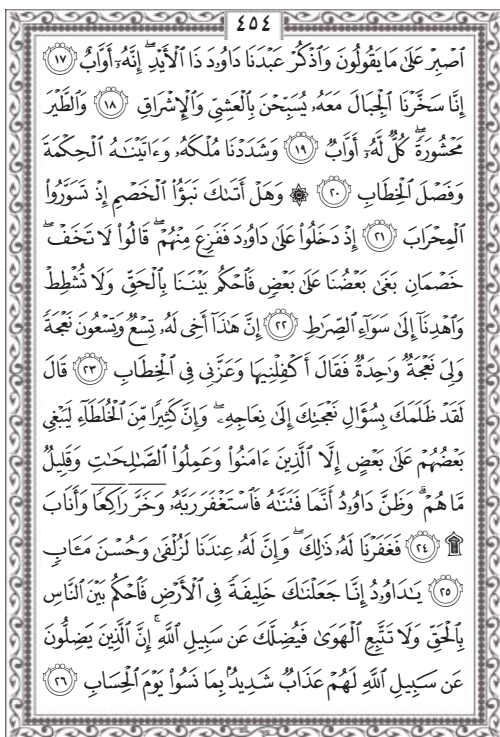 ٤٥٤
ٱصۡبِرۡ عَلَىٰ مَا يَقُولُونَ وَٱذۡكُرۡ عَبۡدَنَا دَاوُۥدَ ذَا ٱلۡأَيۡدِۖ إِنَّهُۥٓ أَوَّابٌ ١٧
إِنَّا سَخَّرۡنَا ٱلۡجِبَالَ مَعَهُۥ يُسَبِّحۡنَ بِٱلۡعَشِيِّ وَٱلۡإِشۡرَاقِ ١٨ وَٱلطَّيۡرَ
مَحۡشُورَةٗۖ كُلّٞ لَّهُۥٓ أَوَّابٞ ١٩ وَشَدَدۡنَا مُلۡكَهُۥ وَءَاتَيۡنَٰهُ ٱلۡحِكۡمَةَ
وَفَصۡلَ ٱلۡخِطَابِ ٢٠ ۞ وَهَلۡ أَتَىٰكَ نَبَؤُاْ ٱلۡخَصۡمِ إِذۡ تَسَوَّرُواْ
ٱلۡمِحۡرَابَ ٢١ إِذۡ دَخَلُواْ عَلَىٰ دَاوُۥدَ فَفَزِعَ مِنۡهُمۡۖ قَالُواْ لَا تَخَفۡۖ
خَصۡمَانِ بَغَىٰ بَعۡضُنَا عَلَىٰ بَعۡضٖ فَٱحۡكُم بَيۡنَنَا بِٱلۡحَقِّ وَلَا تُشۡطِطۡ
وَٱهۡدِنَآ إِلَىٰ سَوَآءِ ٱلصِّرَٰطِ ٢٢ إِنَّ هَٰذَآ أَخِي لَهُۥ تِسۡعٞ وَتِسۡعُونَ نَعۡجَةٗ
وَلِيَ نَعۡجَةٞ وَٰحِدَةٞ فَقَالَ أَكۡفِلۡنِيهَا وَعَزَّنِي فِي ٱلۡخِطَابِ ٢٣ قَالَ
لَقَدۡ ظَلَمَكَ بِسُؤَالِ نَعۡجَتِكَ إِلَىٰ نِعَاجِهِۦۖ وَإِنَّ كَثِيرٗا مِّنَ ٱلۡخُلَطَآءِ لَيَبۡغِي
بَعۡضُهُمۡ عَلَىٰ بَعۡضٍ إِلَّا ٱلَّذِينَ ءَامَنُواْ وَعَمِلُواْ ٱلصَّٰلِحَٰتِ وَقَلِيلٞ
مَّا هُمۡۗ وَظَنَّ دَاوُۥدُ أَنَّمَا فَتَنَّٰهُ فَٱسۡتَغۡفَرَ رَبَّهُۥ وَخَرَّۤ رَاكِعٗاۤ وَأَنَابَ
۩ ٢٤ فَغَفَرۡنَا لَهُۥ ذَٰلِكَۖ وَإِنَّ لَهُۥ عِندَنَا لَزُلۡفَىٰ وَحُسۡنَ مَـَٔابٖ
٢٥ يَٰدَاوُۥدُ إِنَّا جَعَلۡنَٰكَ خَلِيفَةٗ فِي ٱلۡأَرۡضِ فَٱحۡكُم بَيۡنَ ٱلنَّاسِ
بِٱلۡحَقِّ وَلَا تَتَّبِعِ ٱلۡهَوَىٰ فَيُضِلَّكَ عَن سَبِيلِ ٱللَّهِۚ إِنَّ ٱلَّذِينَ يَضِلُّونَ
عَن سَبِيلِ ٱللَّهِ لَهُمۡ عَذَابٞ شَدِيدُۢ بِمَا نَسُواْ يَوۡمَ ٱلۡحِسَابِ ٢٦